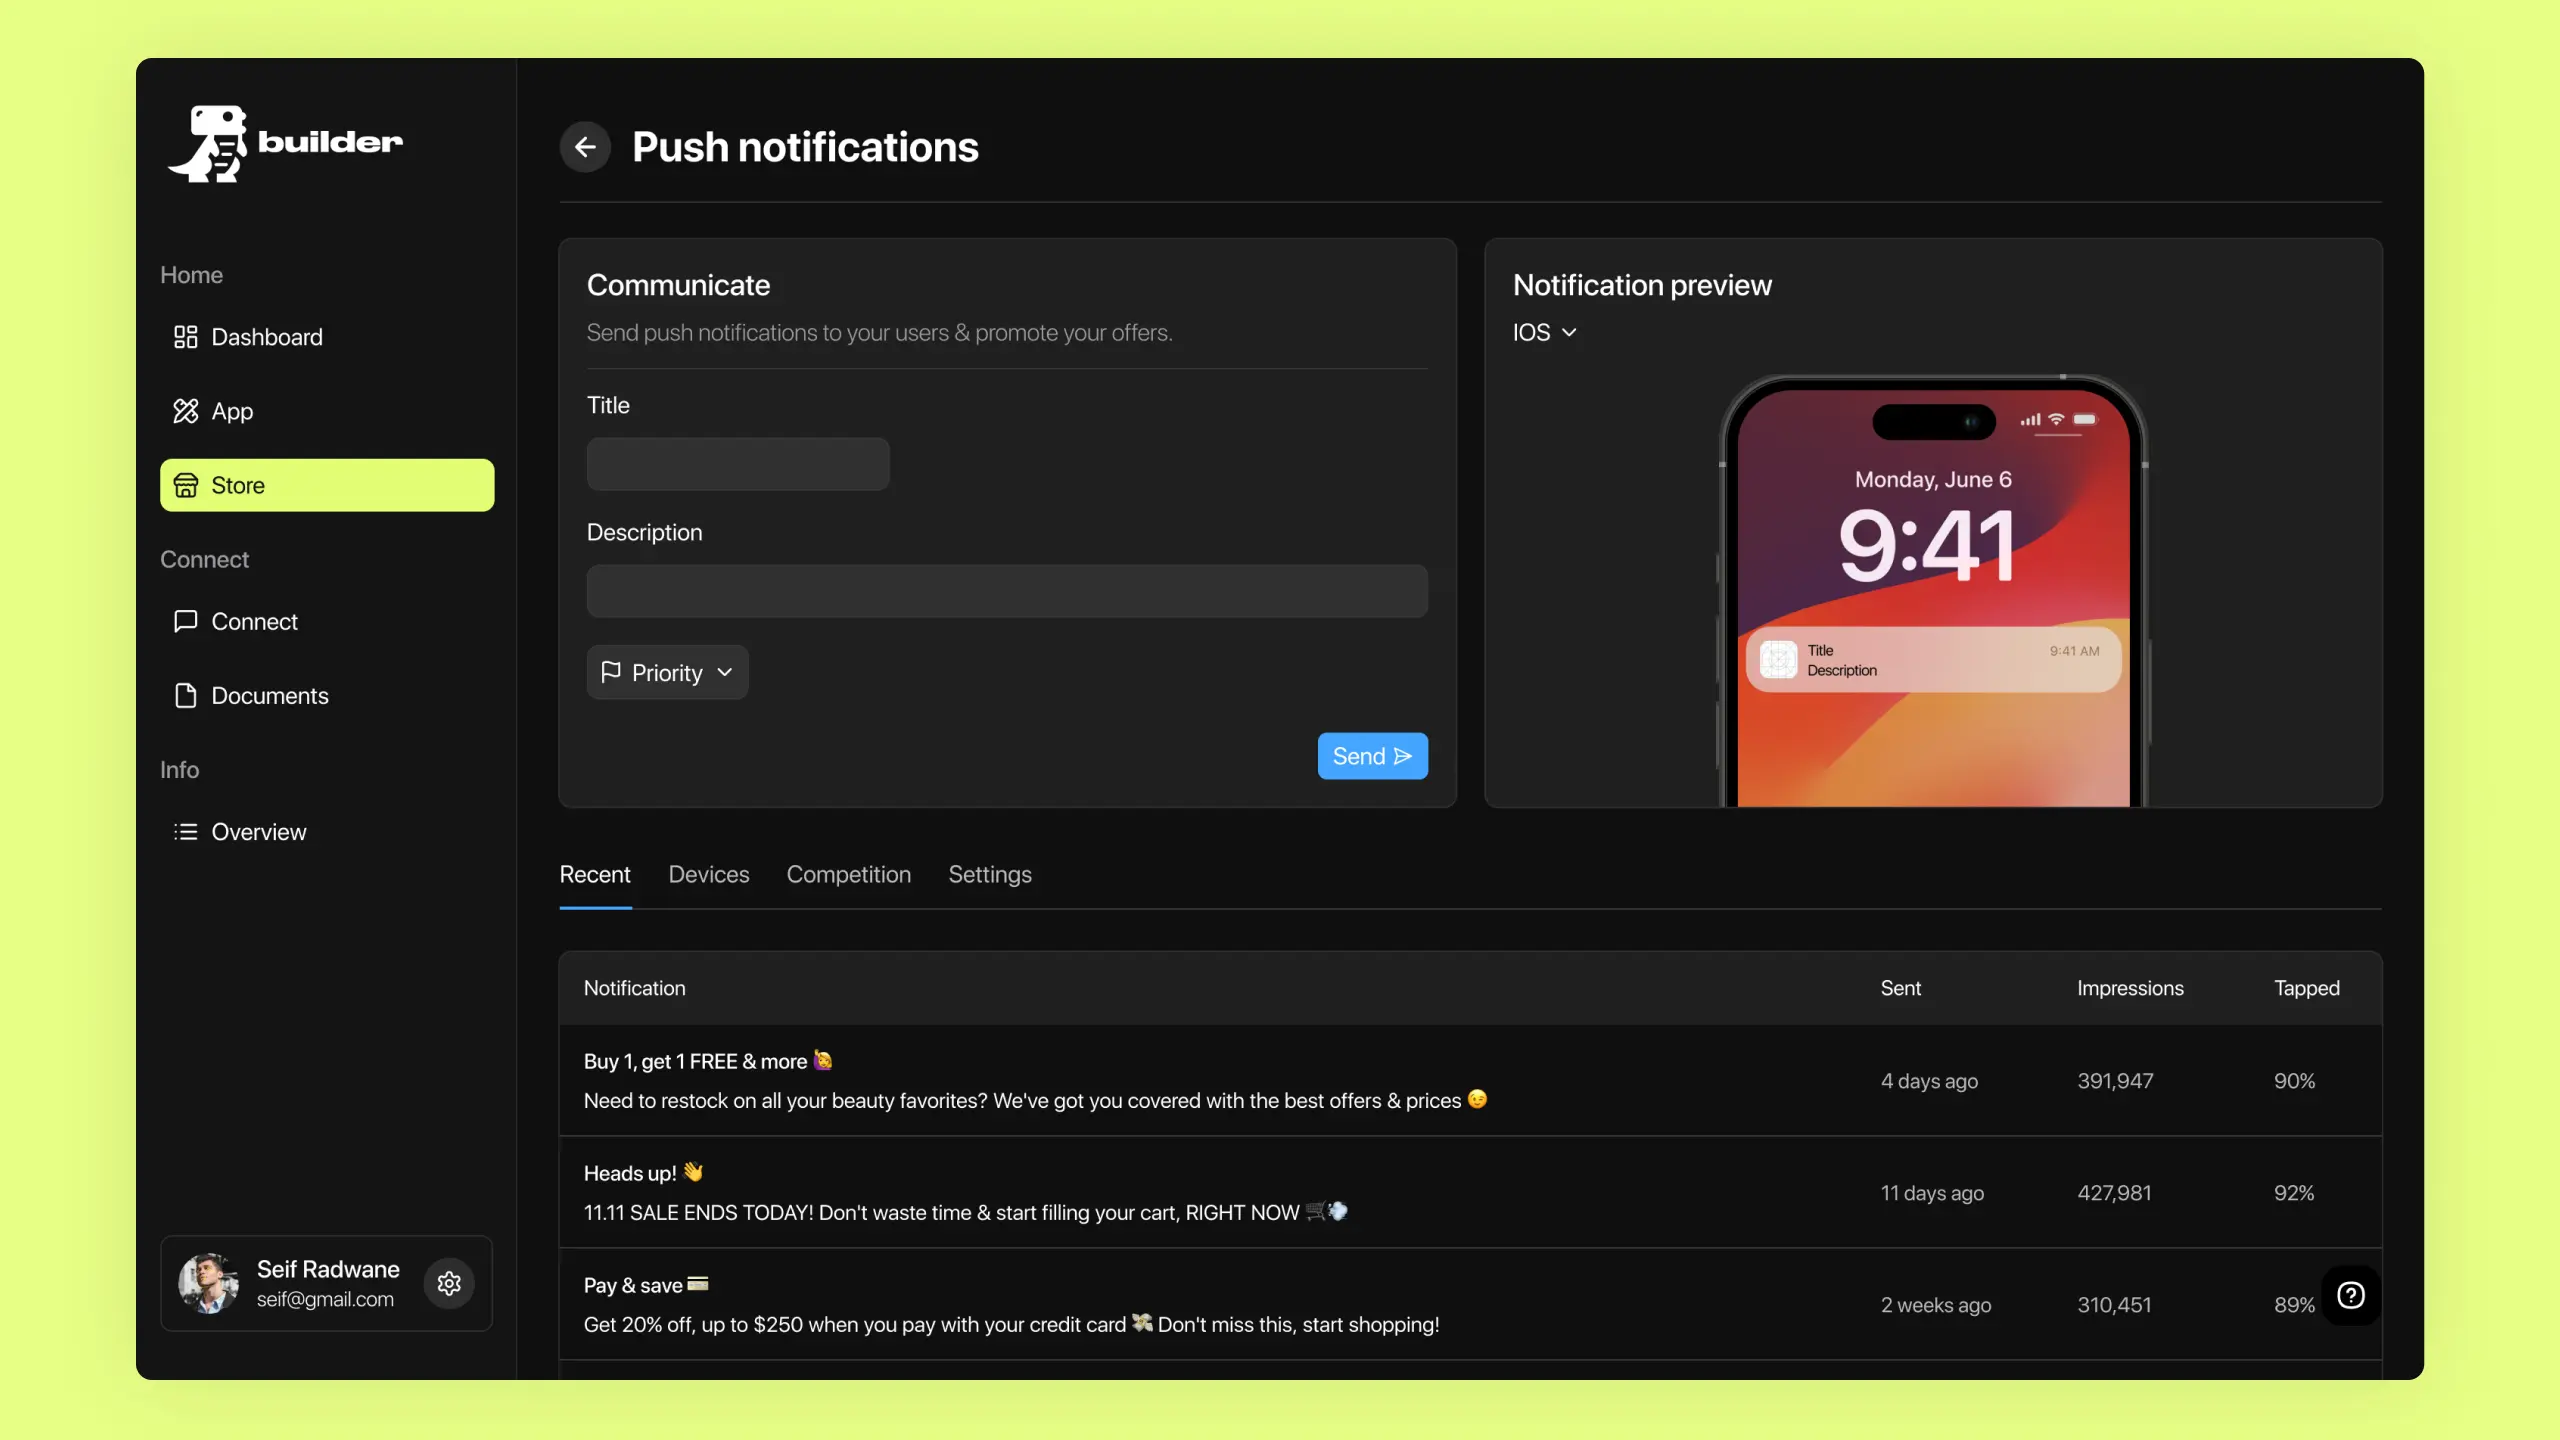 builder
Home
Dashboard
App
Store
Connect
Connect
Documents
Info
Overview
Seif Radwane
seif@gmail.com
Push notifications
Communicate
Send push notifications to your users & promote your offers.
Title
Description
Priority
Send
Notification preview
IOS
Monday, June 6
9:41
Title
9:41 AM
Description
Recent Devices Competition Settings
Notification Sent Impressions Tapped
Buy 1, get 1 FREE & more 🙋
Need to restock on all your beauty favorites? We've got you covered with the best offers & prices 😉
4 days ago 391,947 90%
Heads up! 👋
11.11 SALE ENDS TODAY! Don't waste time & start filling your cart, RIGHT NOW 🛒💨
11 days ago 427,981 92%
Pay & save 💳
Get 20% off, up to $250 when you pay with your credit card 💸 Don't miss this, start shopping!
2 weeks ago 310,451 89%